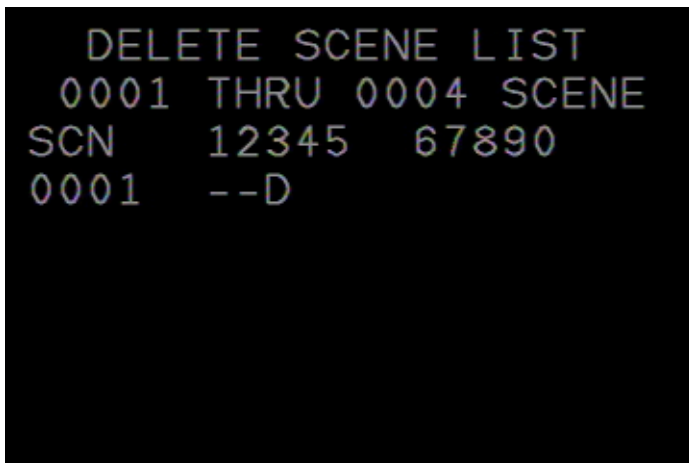 DELETE SCENE LIST
0001 THRU 0004 SCENE
SCN 12345 67890
0001 --D